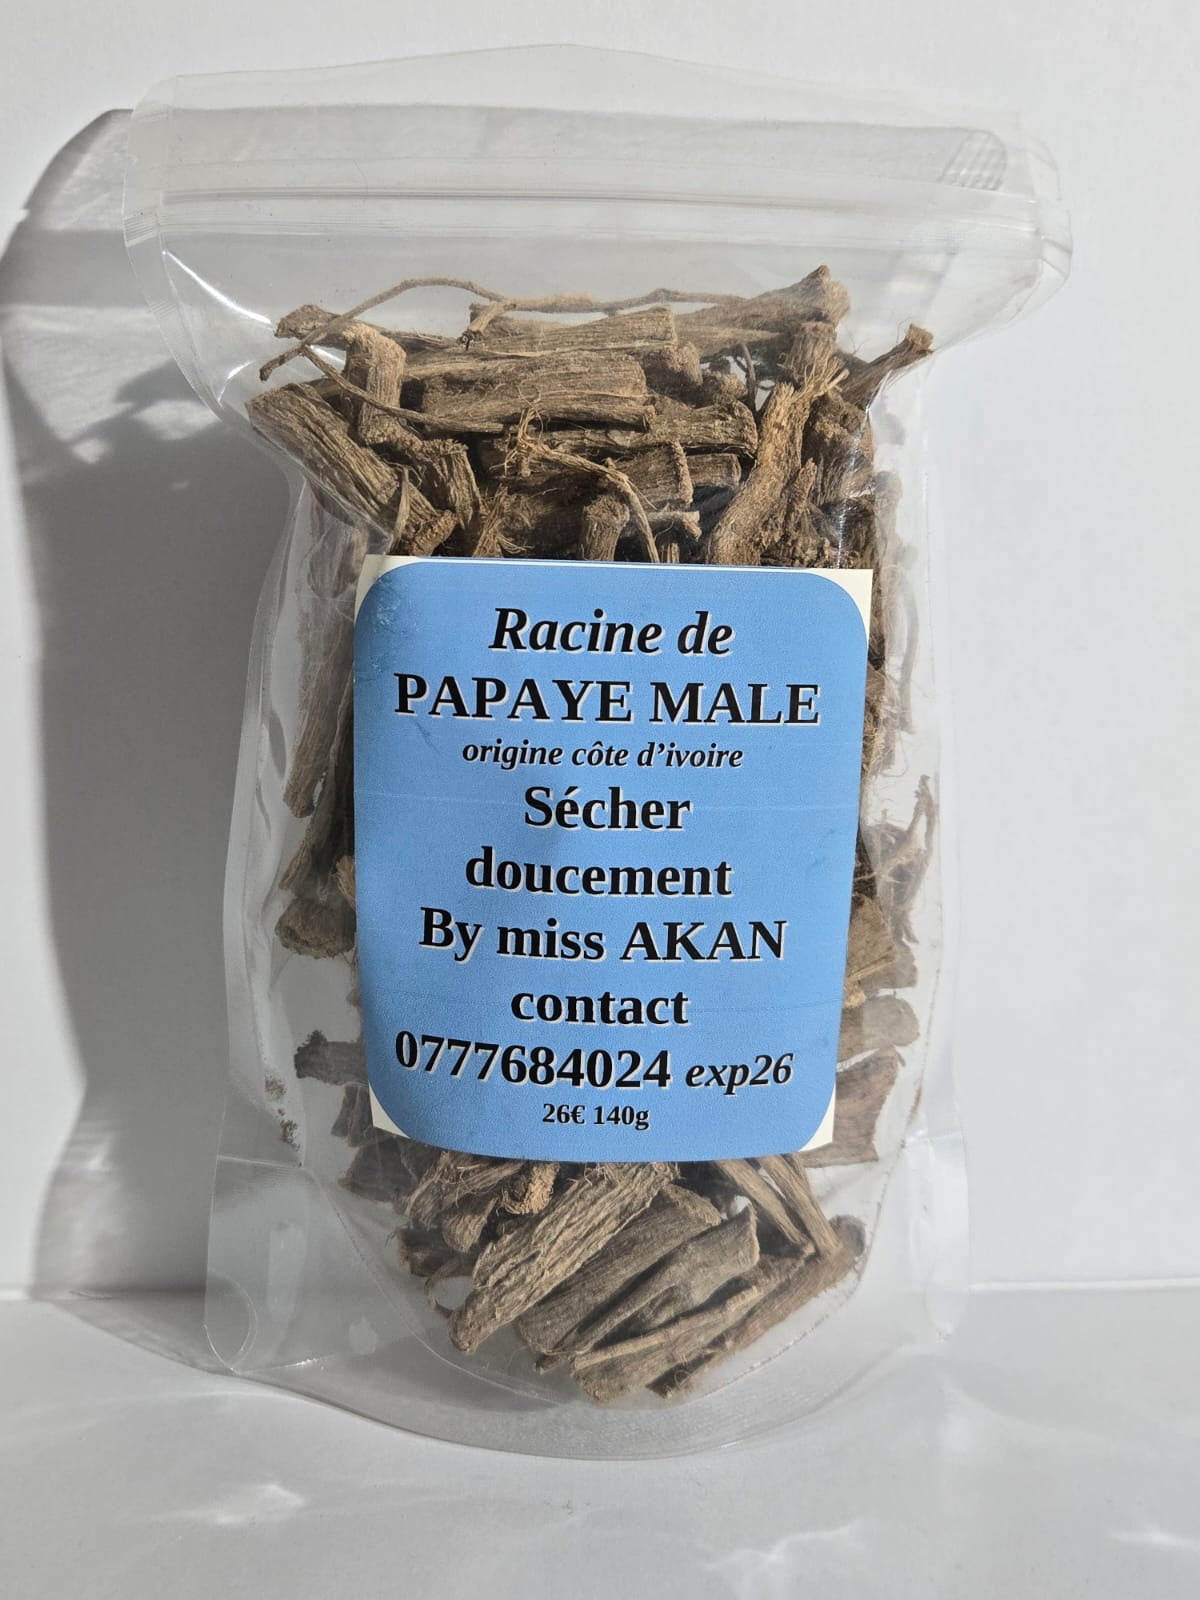 Racine de
PAPAYE MALE
origine côte d'ivoire
Sécher
doucement
By miss AKAN
contact
0777684024 exp26
26€ 140g